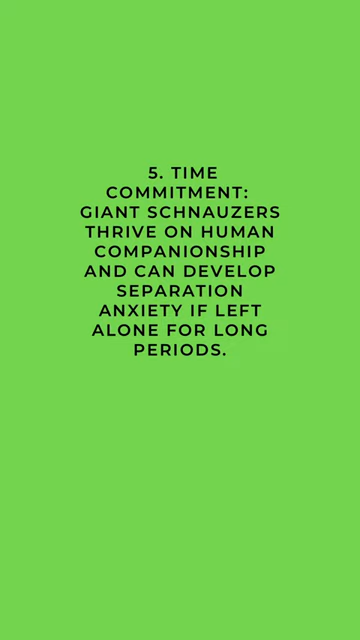 5. TIME
COMMITMENT:
GIANT SCHNAUZERS
THRIVE ON HUMAN
COMPANIONSHIP
AND CAN DEVELOP
SEPARATION
ANXIETY IF LEFT
ALONE FOR LONG
PERIODS.